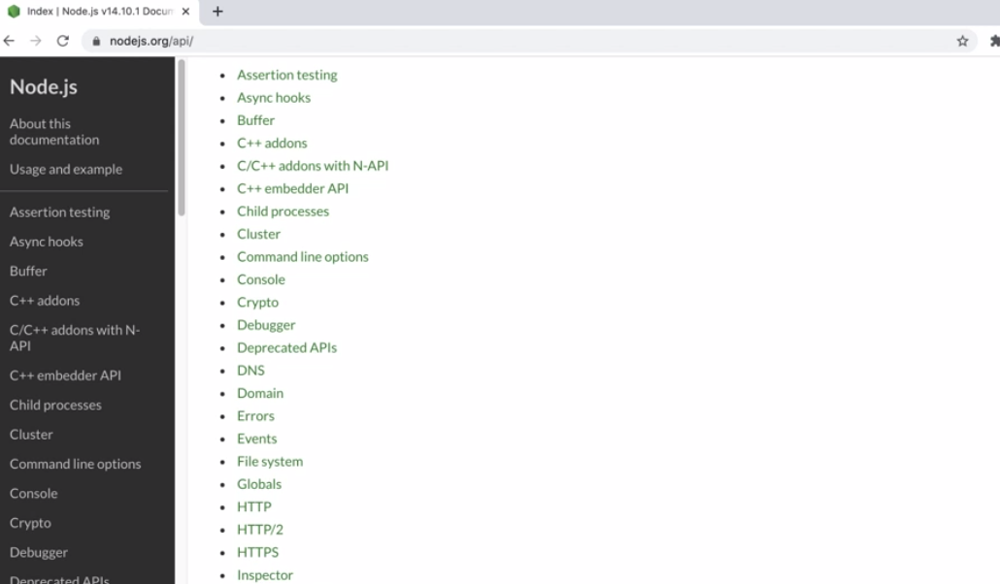 Index | Node.js v14.10.1 Docum
nodejs.org/api/
Node.js
About this
documentation
Usage and example
Assertion testing
Async hooks
Buffer
C++ addons
C/C++ addons with N-
API
C++ embedder API
Child processes
Cluster
Command line options
Console
Crypto
Debugger
Deprecated APIs
Assertion testing
Async hooks
Buffer
C++ addons
C/C++ addons with N-API
C++ embedder API
Child processes
Cluster
Command line options
Console
Crypto
Debugger
Deprecated APIs
DNS
Domain
Errors
Events
File system
Globals
HTTP
HTTP/2
HTTPS
Inspector